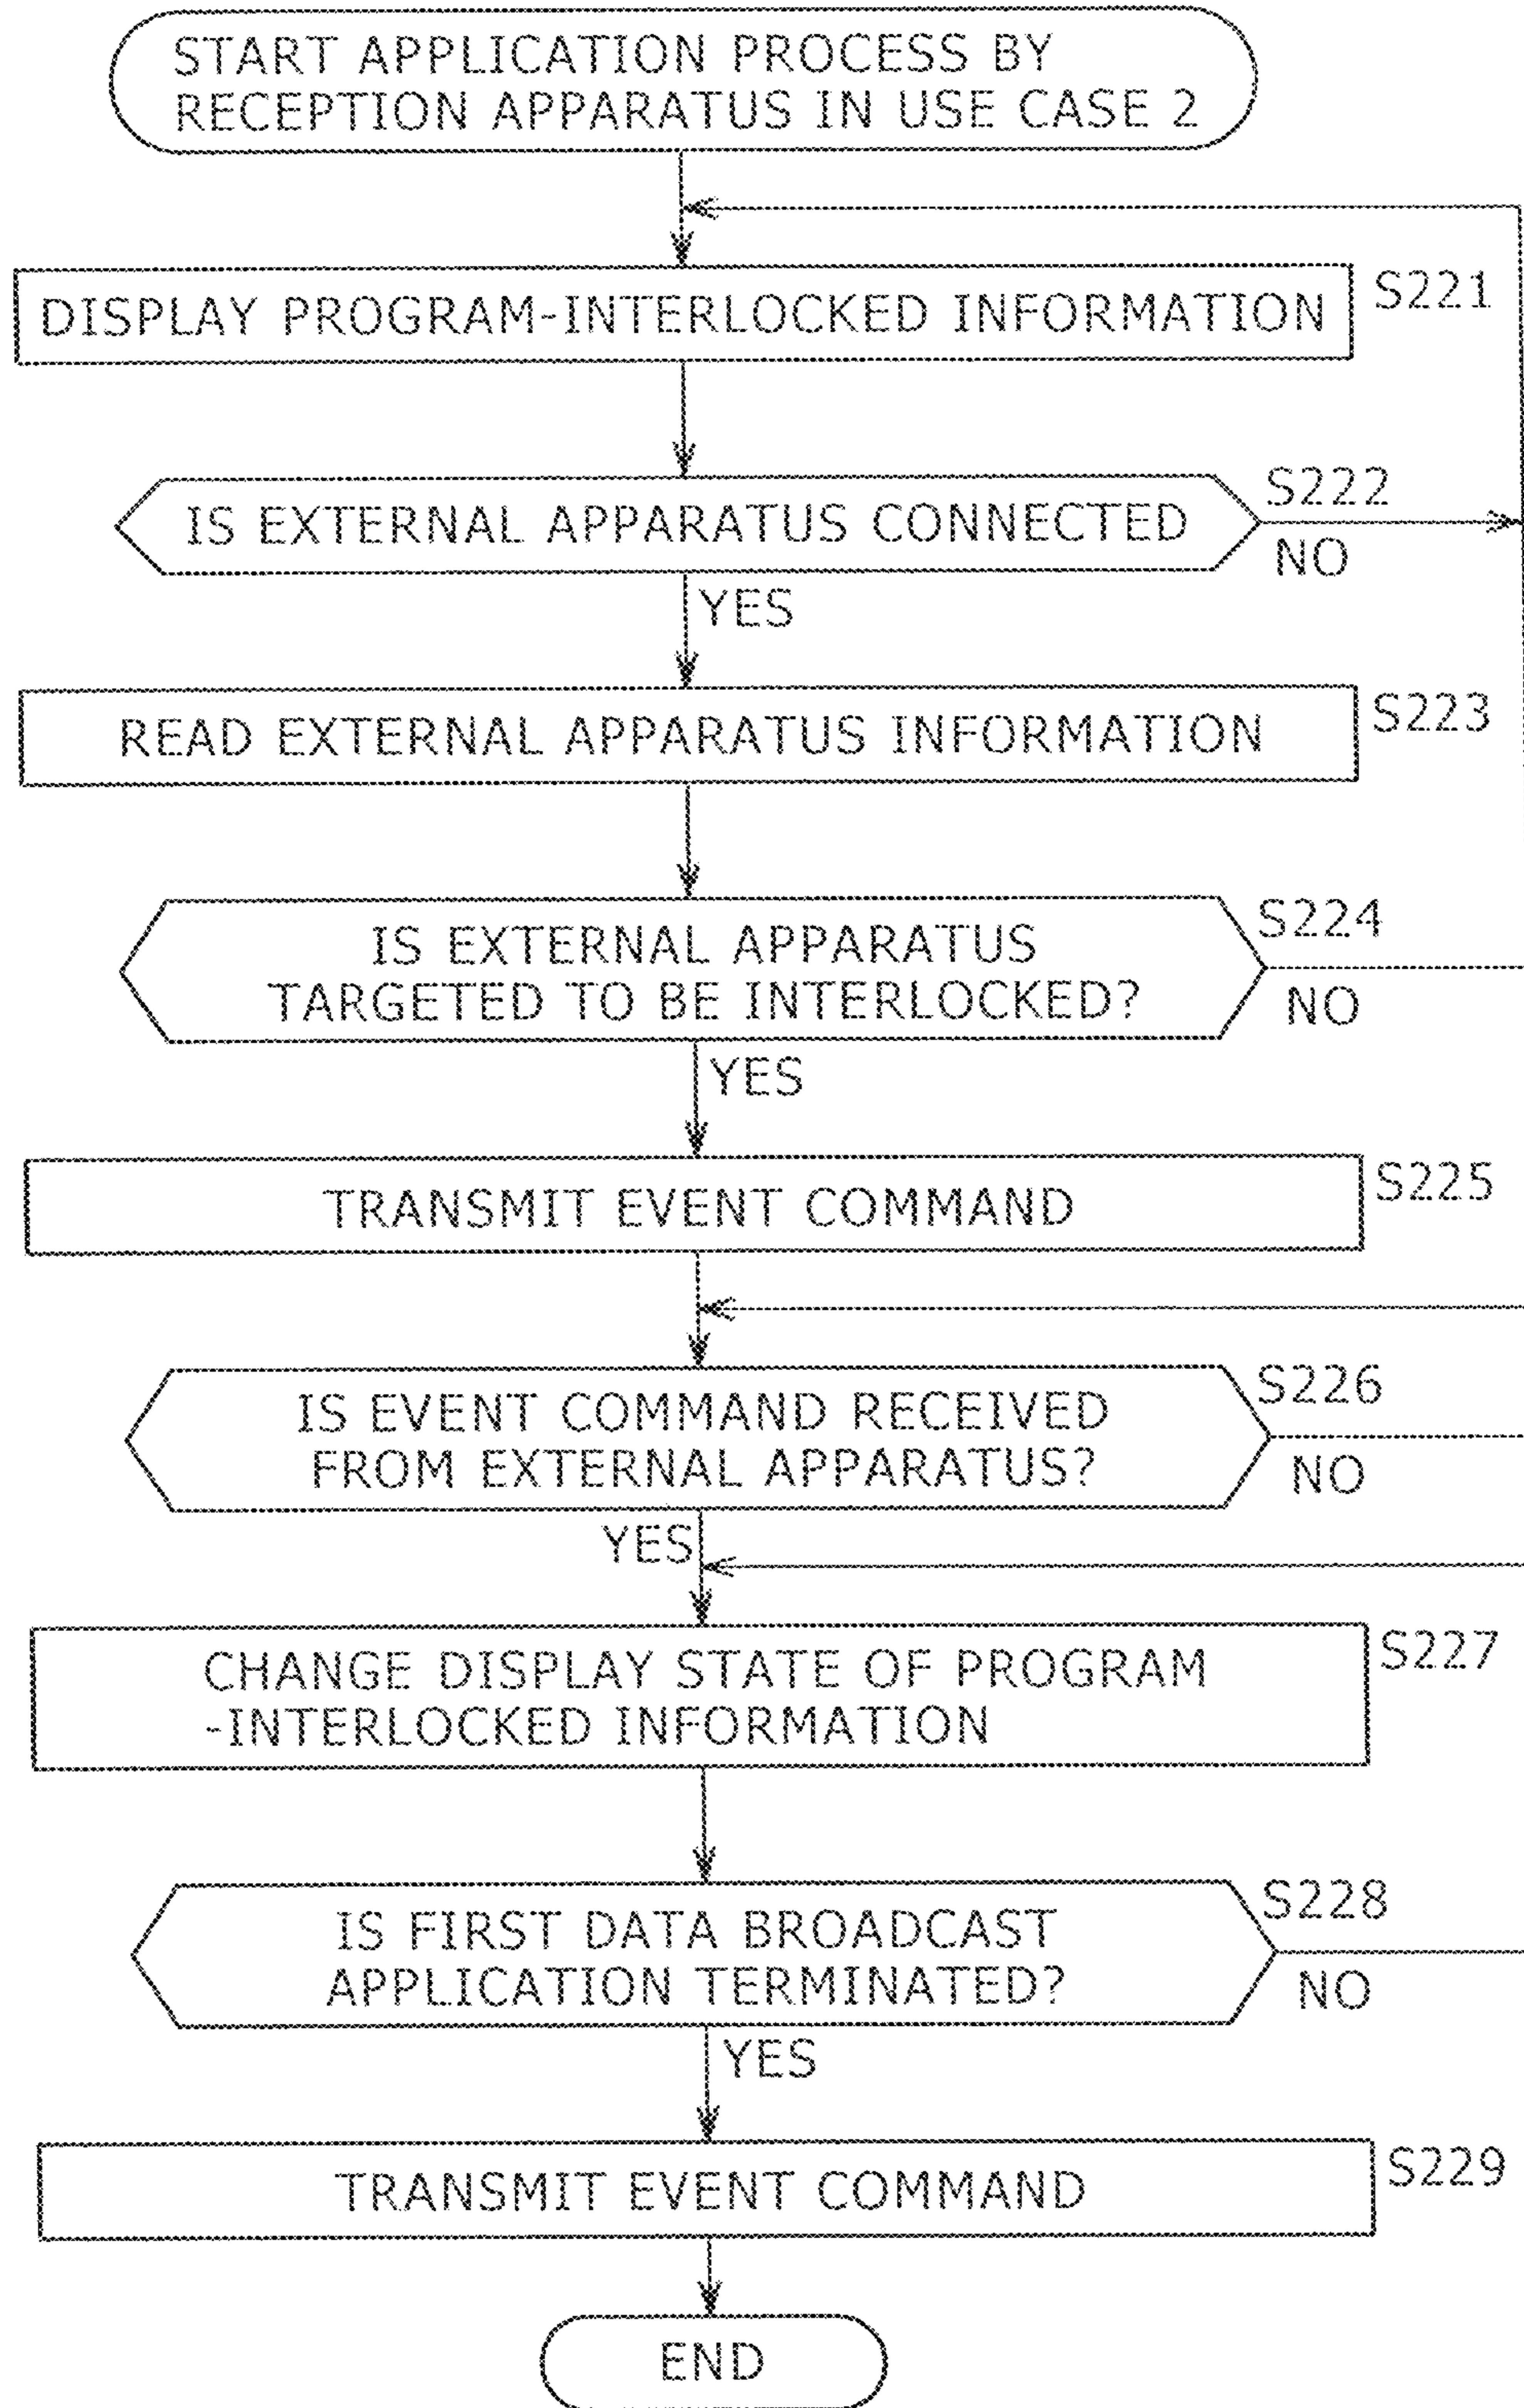 START APPLICATION PROCESS BY
RECEPTION APPARATUS IN USE CASE 2
DISPLAY PROGRAM-INTERLOCKED INFORMATION
S221
IS EXTERNAL APPARATUS CONNECTED
S222
NO
YES
READ EXTERNAL APPARATUS INFORMATION
S223
IS EXTERNAL APPARATUS
TARGETED TO BE INTERLOCKED?
S224
NO
YES
TRANSMIT EVENT COMMAND
S225
IS EVENT COMMAND RECEIVED
FROM EXTERNAL APPARATUS?
S226
NO
YES
CHANGE DISPLAY STATE OF PROGRAM
-INTERLOCKED INFORMATION
S227
IS FIRST DATA BROADCAST
APPLICATION TERMINATED?
S228
NO
YES
TRANSMIT EVENT COMMAND
S229
END